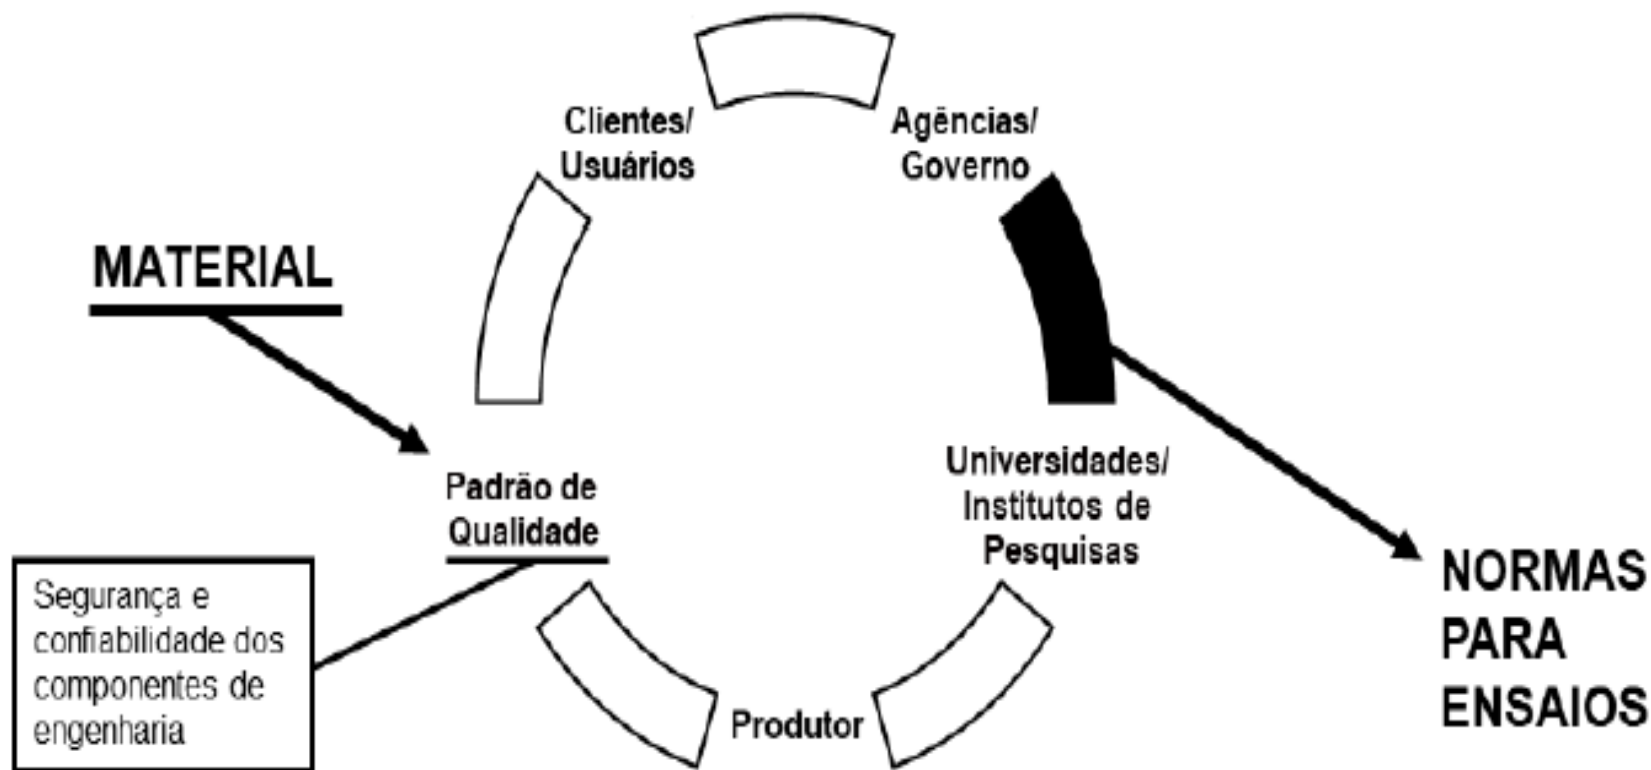 Clientes/
Usuários
Agências/
Governo
MATERIAL
Padrão de
Qualidade
Universidades/
Institutos de
Pesquisas
Segurança e
confiabilidade dos
componentes de
engenharia
Produtor
NORMAS
PARA
ENSAIOS